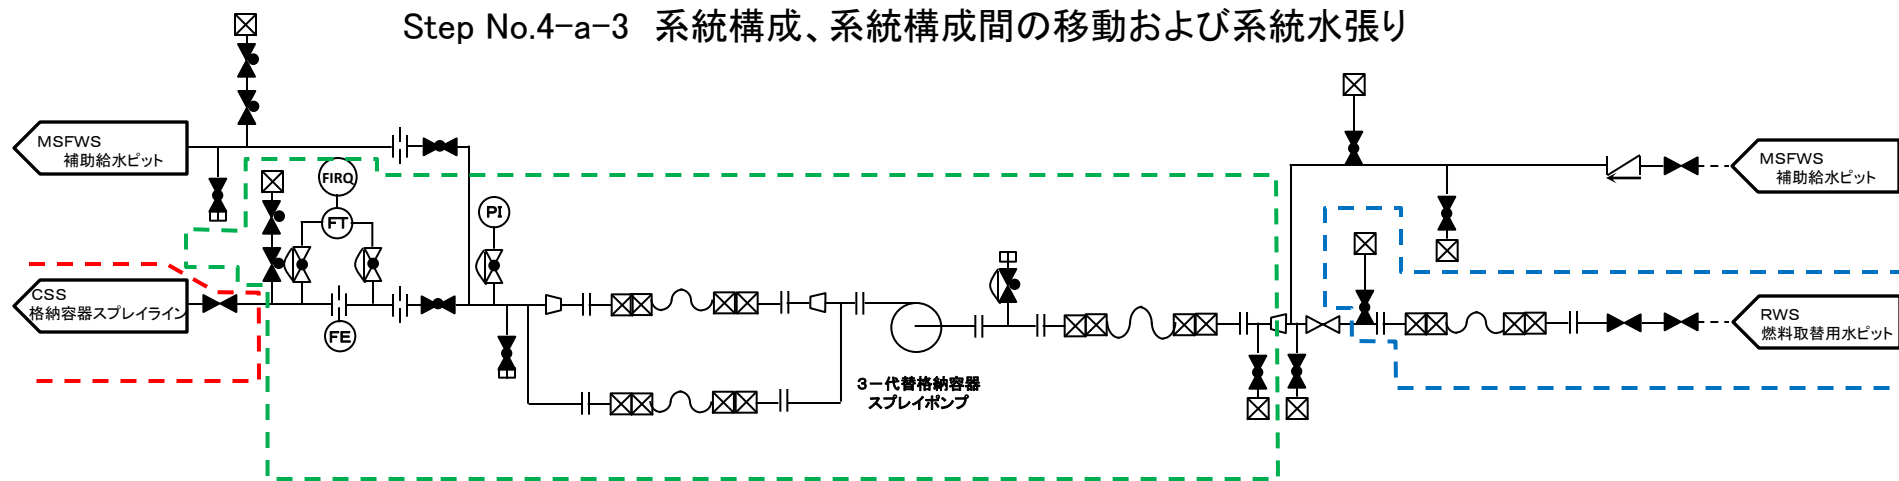 Step No.4-a-3 系統構成、系統構成間の移動および系統水張り
MSFWS
補助給水ピット
FIRQ
FT
PI
MSFWS
補助給水ピット
CSS
格納容器スプレイライン
FE
3-代替格納容器
スプレイポンプ
RWS
燃料取替用水ピット